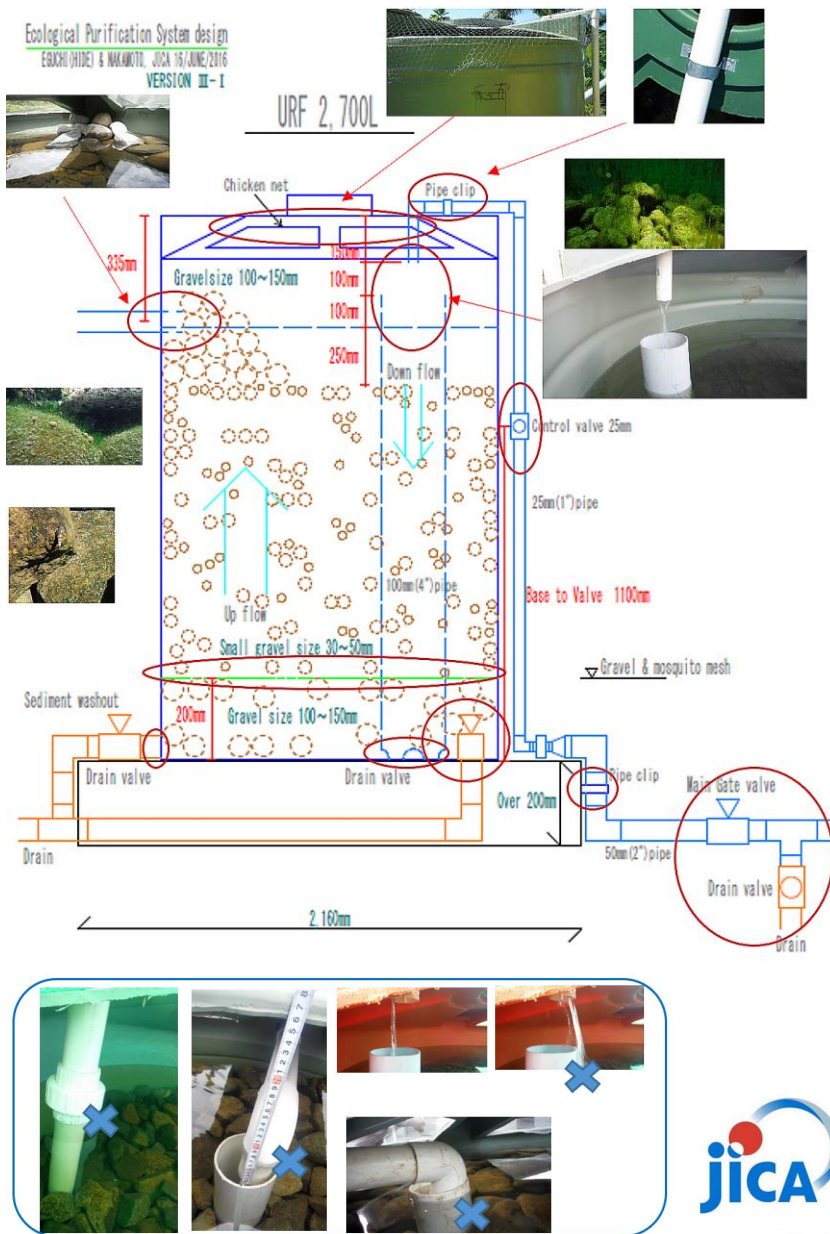 Ecological Purification System design
EGUCHI(HIDE) & NAKAMOTO, JICA 16/JUNE/2016
VERSION III-I
URF 2,700L
Chicken net
Pipe clip
335mm
150mm
Gravelsize 100~150mm
100mm
100mm
250mm
Down flow
Control valve 25mm
25mm(1")pipe
100mm(4")pipe
Base to Valve 1100mm
Up flow
Small gravel size 30~50mm
Gravel & mosquito mesh
Sediment washout
200mm
Gravel size 100~150mm
Drain valve
Drain valve
Pipe clip
Main Gate valve
Over 200mm
Drain
50mm(2")pipe
Drain valve
Drain
2.160mm
JICA